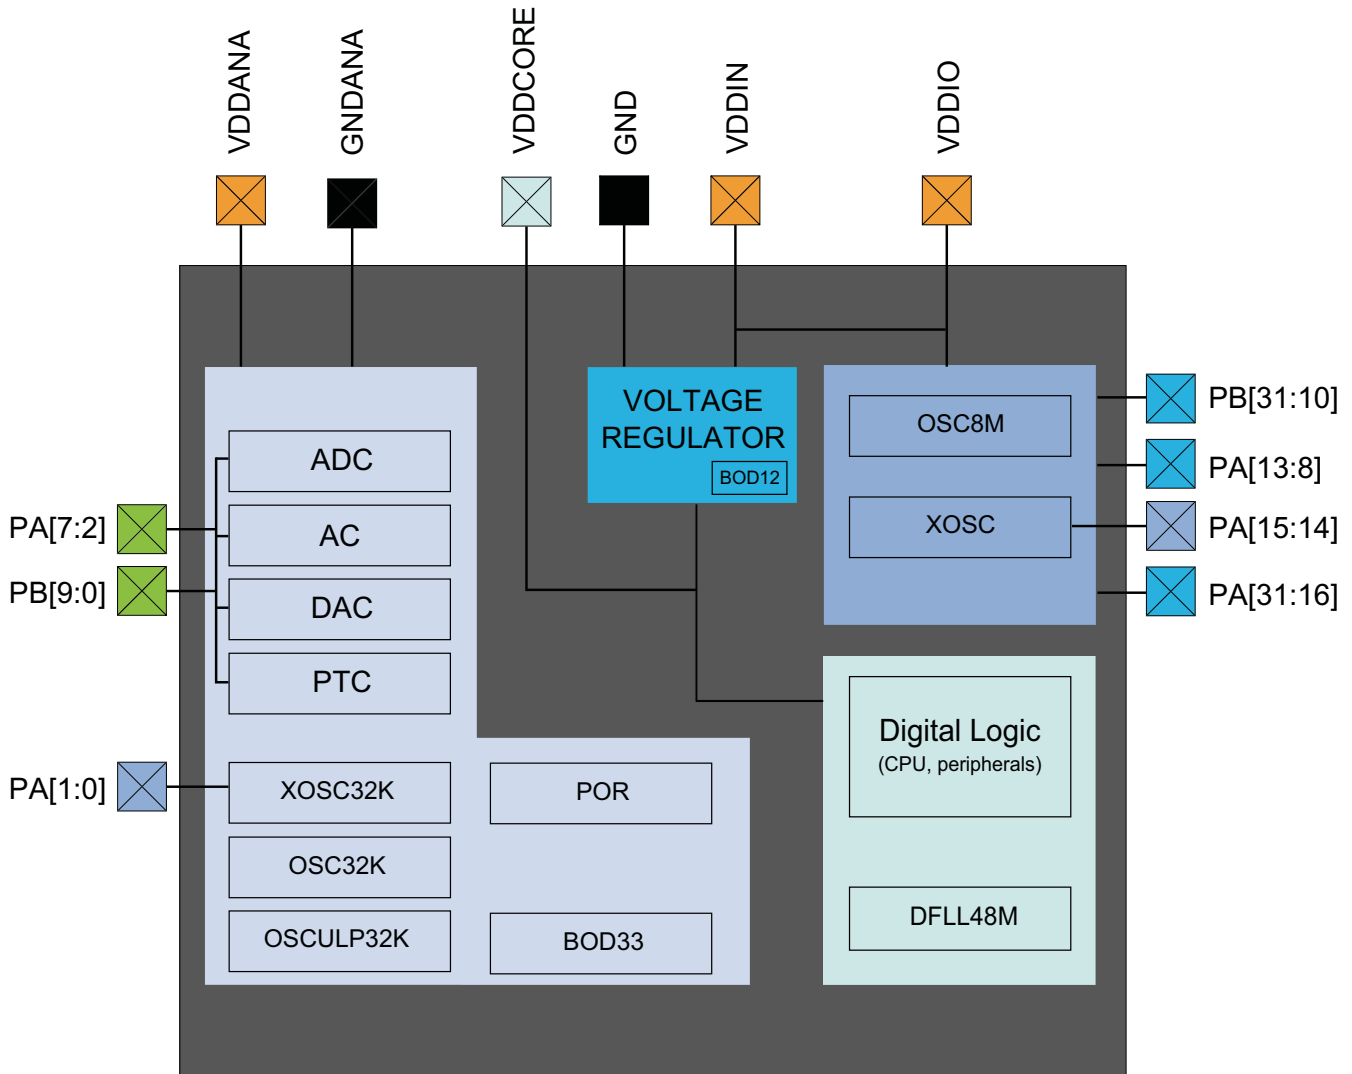 VDDANA
GNDANA
VDDCORE
GND
VDDIN
VDDIO
VOLTAGE
REGULATOR
BOD12
OSC8M
XOSC
PB[31:10]
PA[13:8]
PA[15:14]
PA[31:16]
ADC
AC
DAC
PTC
PA[7:2]
PB[9:0]
PA[1:0]
XOSC32K
OSC32K
OSCULP32K
POR
BOD33
Digital Logic
(CPU, peripherals)
DFLL48M